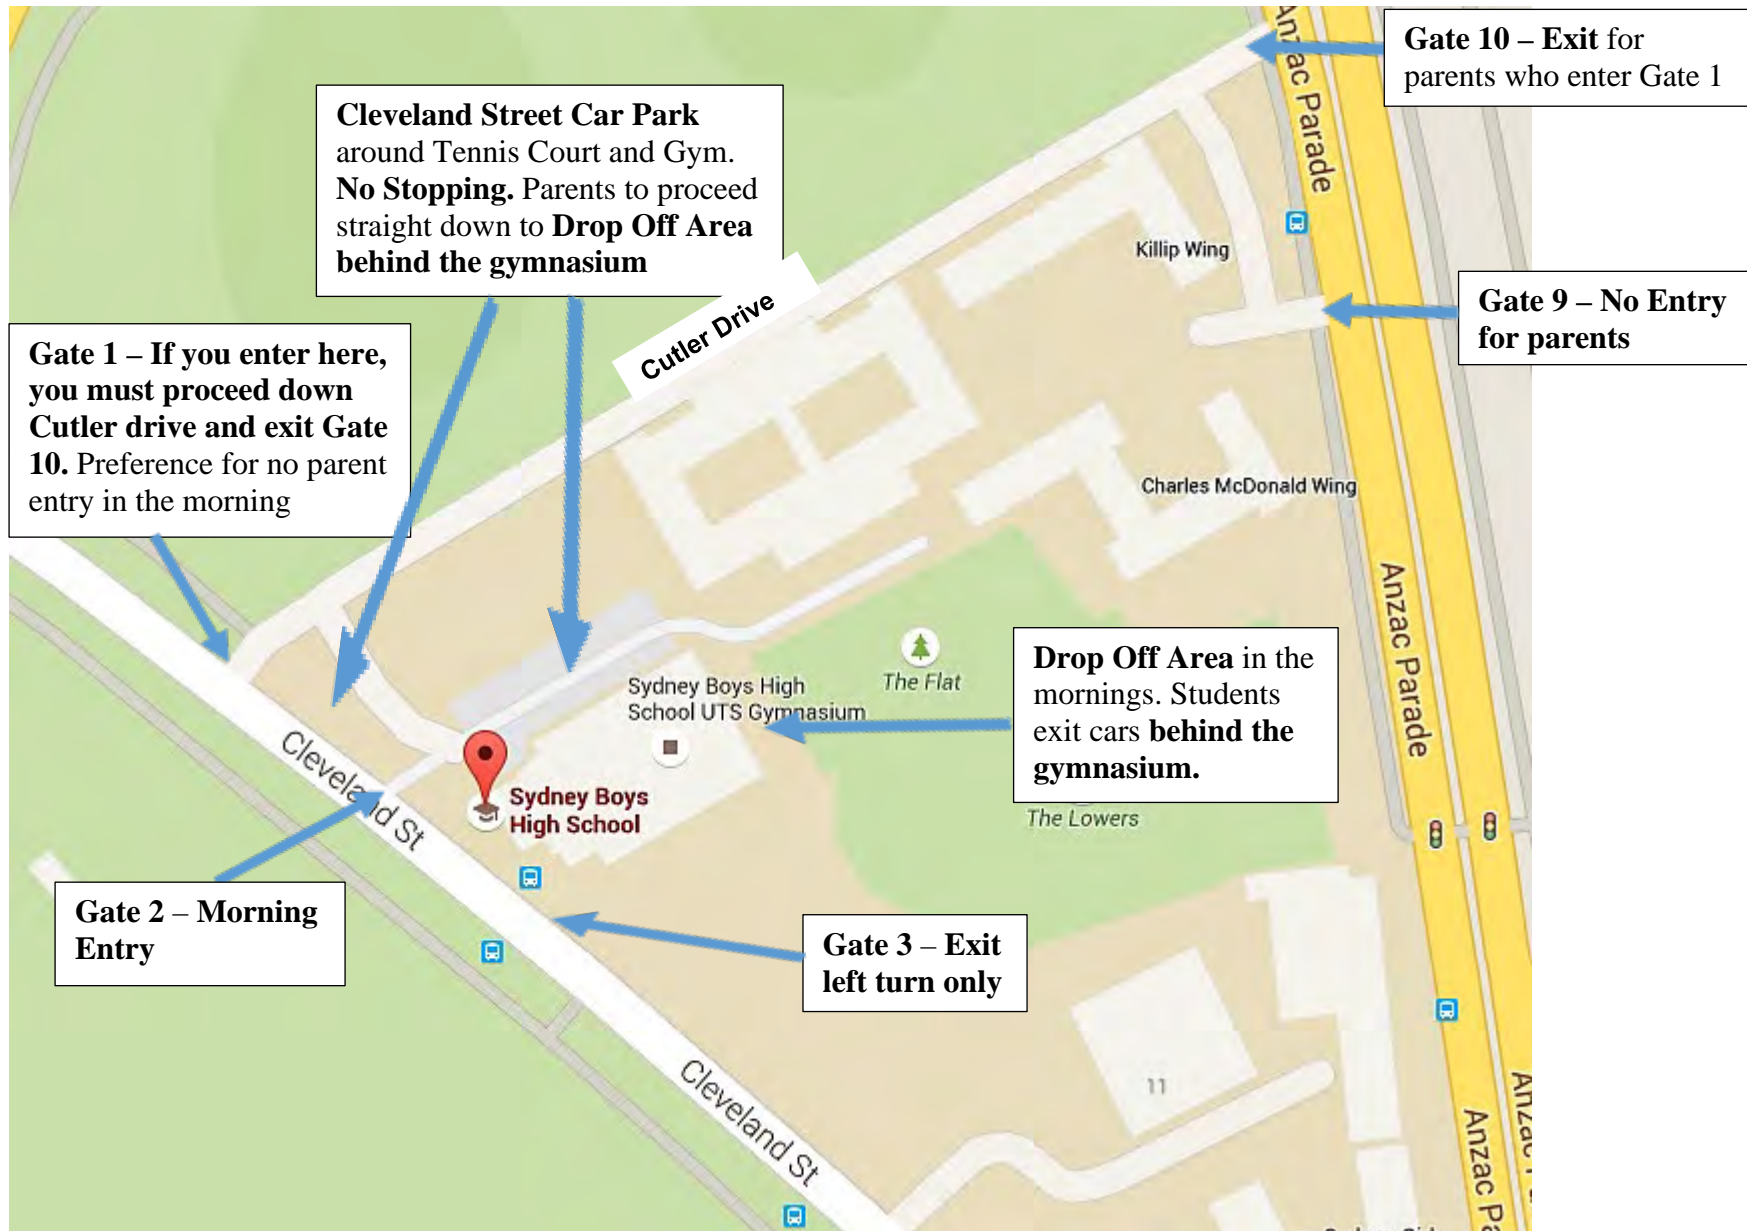 Gate 10 – Exit for
parents who enter Gate 1
Cleveland Street Car Park
around Tennis Court and Gym.
No Stopping. Parents to proceed
straight down to Drop Off Area
behind the gymnasium
Anzac Parade
Killip Wing
Gate 9 – No Entry
for parents
Cutler Drive
Gate 1 – If you enter here,
you must proceed down
Cutler drive and exit Gate
10. Preference for no parent
entry in the morning
Charles McDonald Wing
Anzac Parade
The Flat
Sydney Boys High
School UTS Gymnasium
Drop Off Area in the
mornings. Students
exit cars behind the
gymnasium.
Cleveland St
Sydney Boys
High School
The Lowers
Gate 2 – Morning
Entry
Gate 3 – Exit
left turn only
Cleveland St
11
Anzac Pa
Anzac